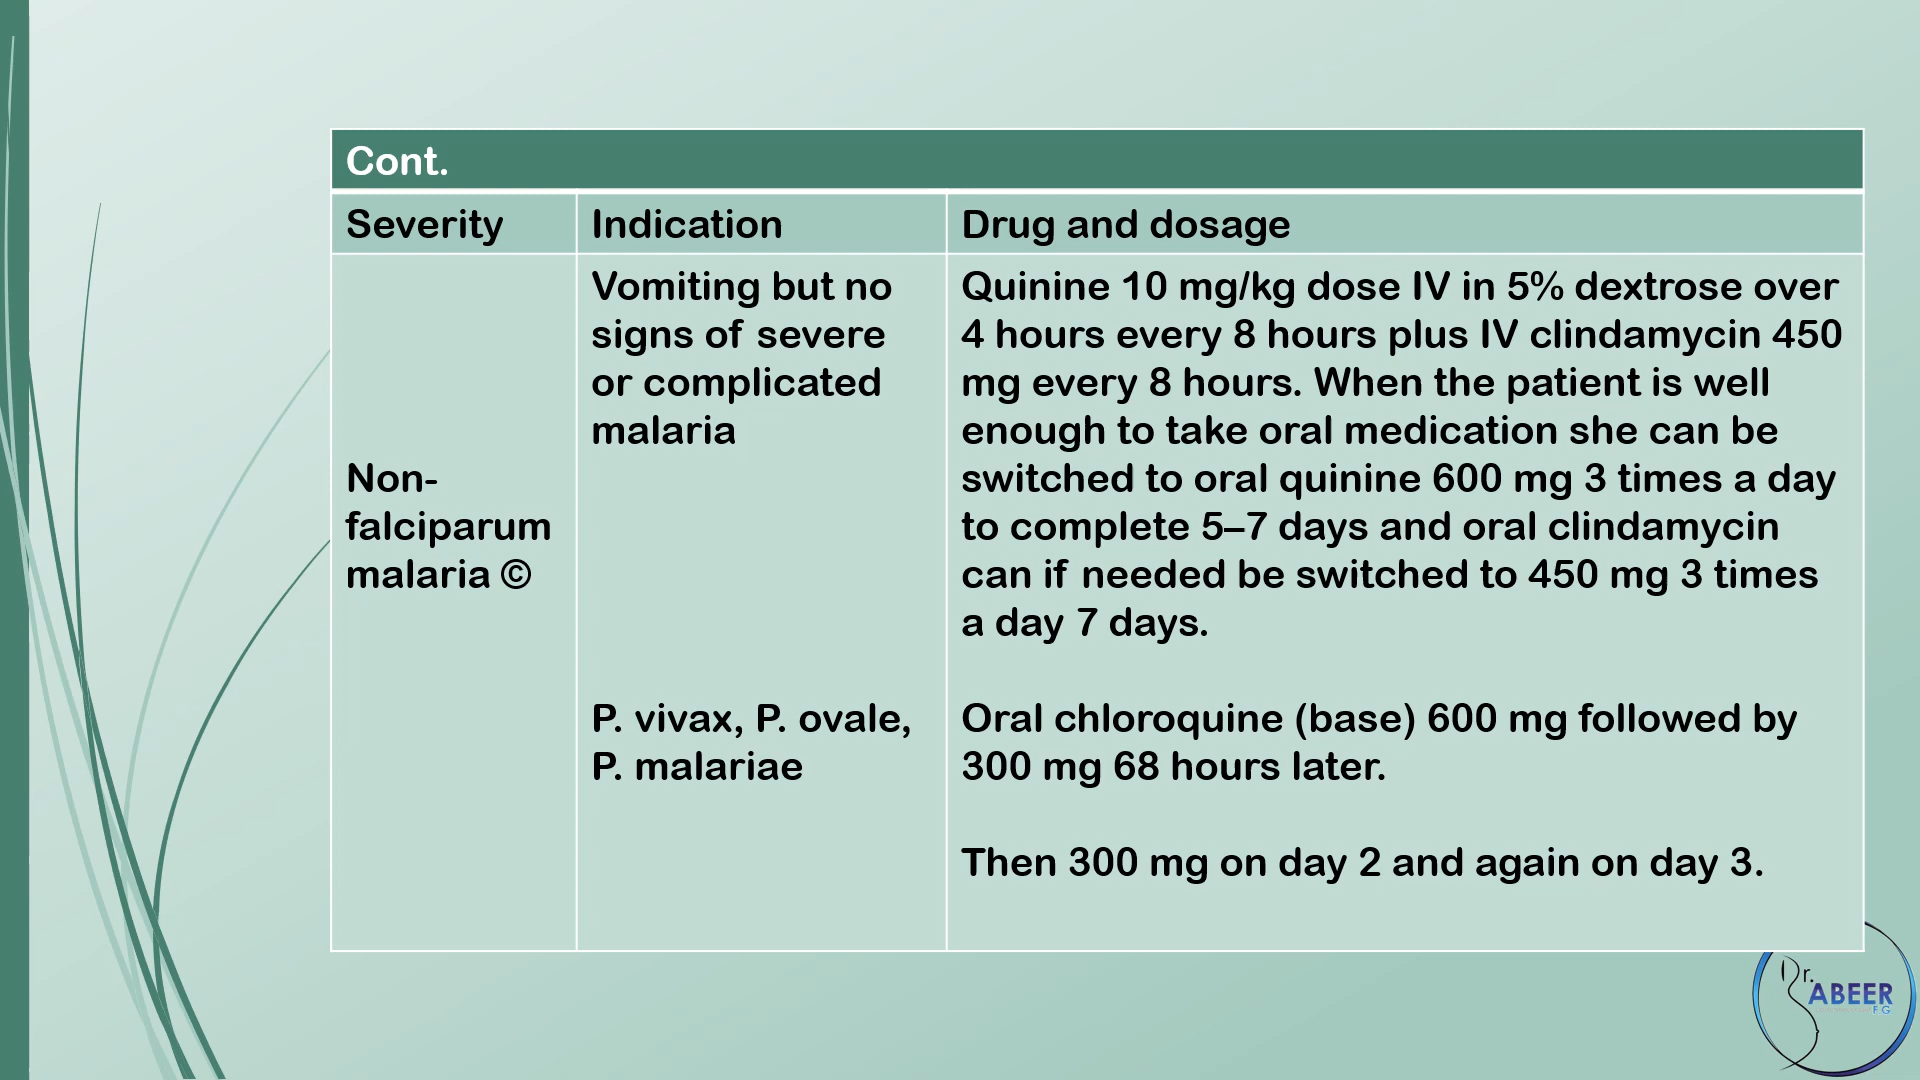 Cont.
Severity
Indication
Drug and dosage
Non-
falciparum
malaria ©
Vomiting but no
signs of severe
or complicated
malaria
P. vivax, P. ovale,
P. malariae
Quinine 10 mg/kg dose IV in 5% dextrose over
4 hours every 8 hours plus IV clindamycin 450
mg every 8 hours. When the patient is well
enough to take oral medication she can be
switched to oral quinine 600 mg 3 times a day
to complete 5–7 days and oral clindamycin
can if needed be switched to 450 mg 3 times
a day 7 days.
Oral chloroquine (base) 600 mg followed by
300 mg 68 hours later.
Then 300 mg on day 2 and again on day 3.
Dr.
ABEER
F.G